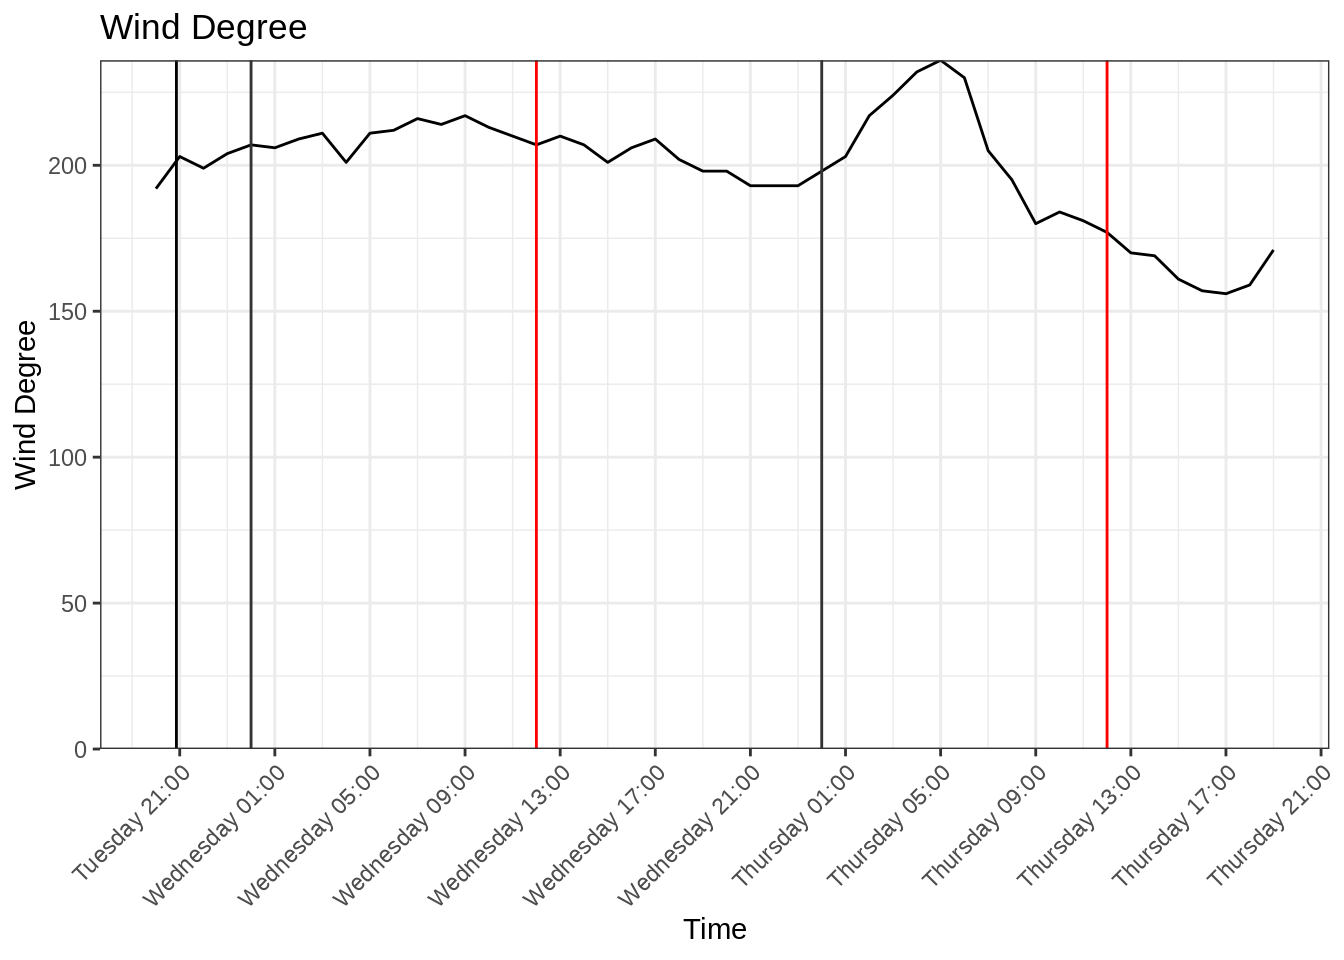 Wind Degree
Wind Degree
200
150
100
50
0
Tuesday 21:00
Wednesday 01:00
Wednesday 05:00
Wednesday 09:00
Wednesday 13:00
Wednesday 17:00
Wednesday 21:00
Thursday 01:00
Thursday 05:00
Thursday 09:00
Thursday 13:00
Thursday 17:00
Thursday 21:00
Time